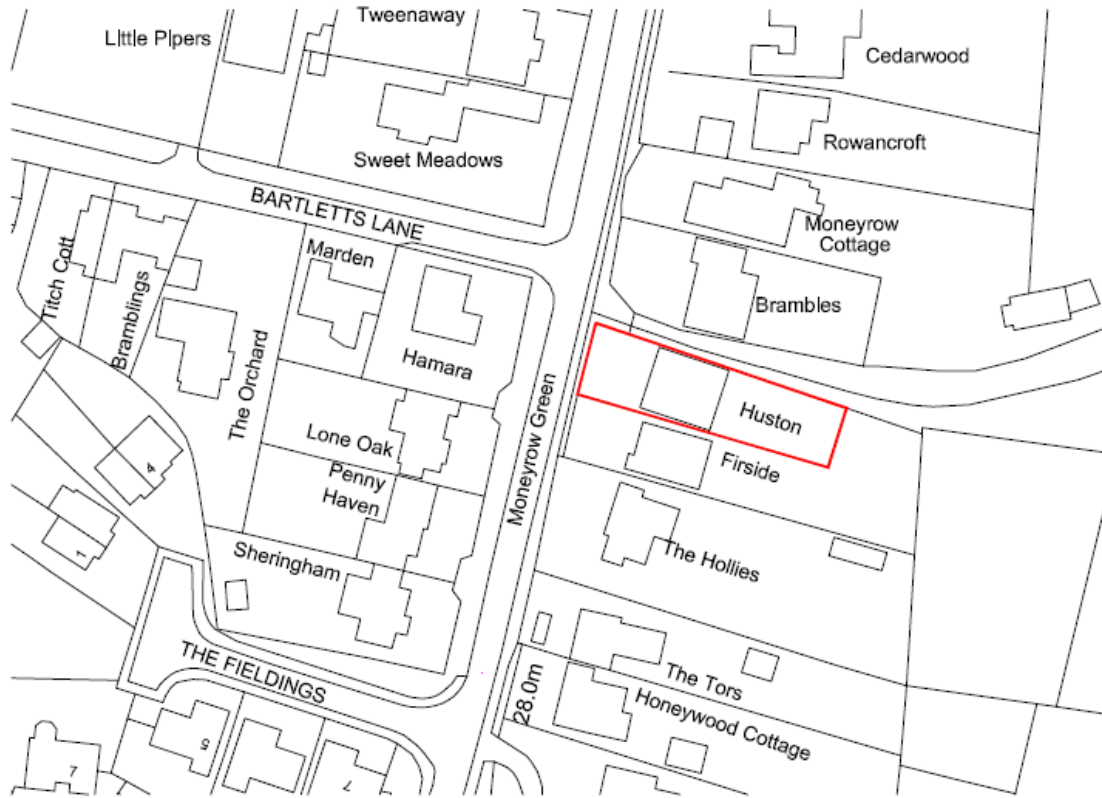 Tweenaway
Little Pipers
Cedarwood
Sweet Meadows
Rowancroft
BARTLETTS LANE
Moneyrow
Cottage
Titch Cott
Bramblings
Marden
Brambles
The Orchard
Hamara
Moneyrow Green
Huston
Lone Oak
Penny
Haven
Firside
4
1
Sheringham
The Hollies
THE FIELDINGS
28.0m
The Tors
Honeywood Cottage
5
7
7